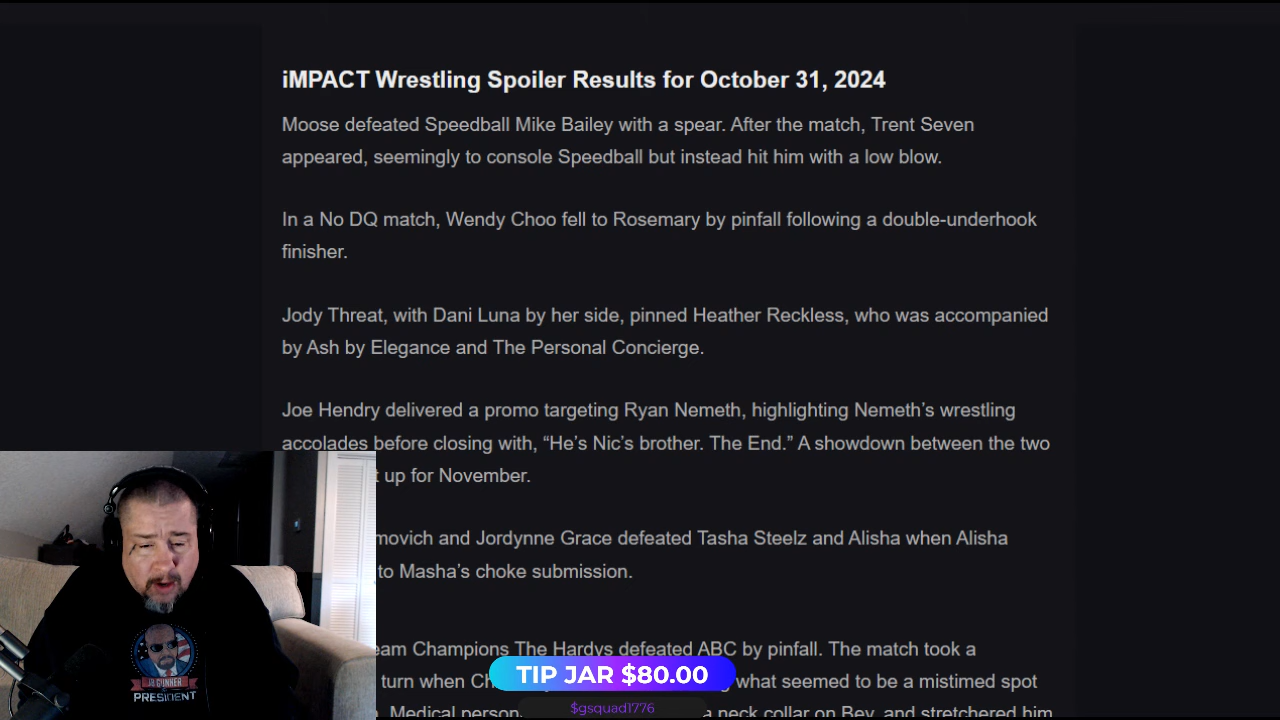 iMPACT Wrestling Spoiler Results for October 31, 2024
Moose defeated Speedball Mike Bailey with a spear. After the match, Trent Seven
appeared, seemingly to console Speedball but instead hit him with a low blow.
In a No DQ match, Wendy Choo fell to Rosemary by pinfall following a double-underhook
finisher.
Jody Threat, with Dani Luna by her side, pinned Heather Reckless, who was accompanied
by Ash by Elegance and The Personal Concierge.
Joe Hendry delivered a promo targeting Ryan Nemeth, highlighting Nemeth’s wrestling
accolades before closing with, “He’s Nic’s brother. The End.” A showdown between the two
up for November.
movich and Jordynne Grace defeated Tasha Steelz and Alisha when Alisha
to Masha’s choke submission.
eam Champions The Hardys defeated ABC by pinfall. The match took a
turn when Ch what seemed to be a mistimed spot
Medical person a neck collar on Bey, and stretchered him
TIP JAR $80.00
$gsquad1776
PRESIDENT